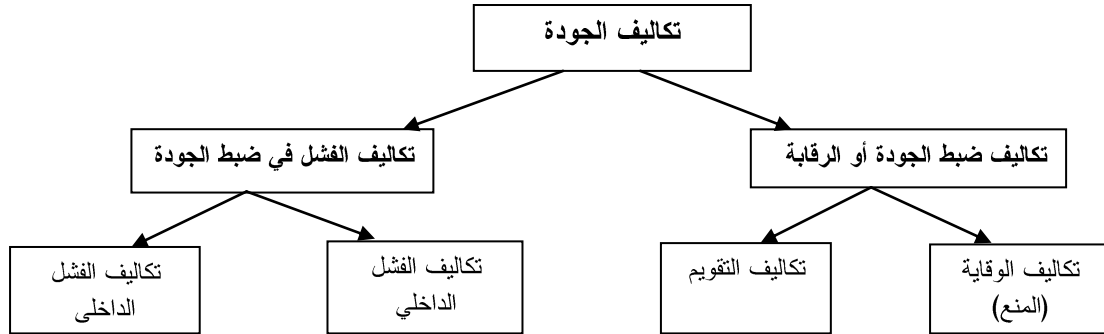 تكاليف الجودة
تكاليف ضبط الجودة أو الرقابة
تكاليف الفشل في ضبط الجودة
تكاليف الوقاية
(المنع)
تكاليف التقويم
تكاليف الفشل
الداخلي
تكاليف الفشل
الداخلى